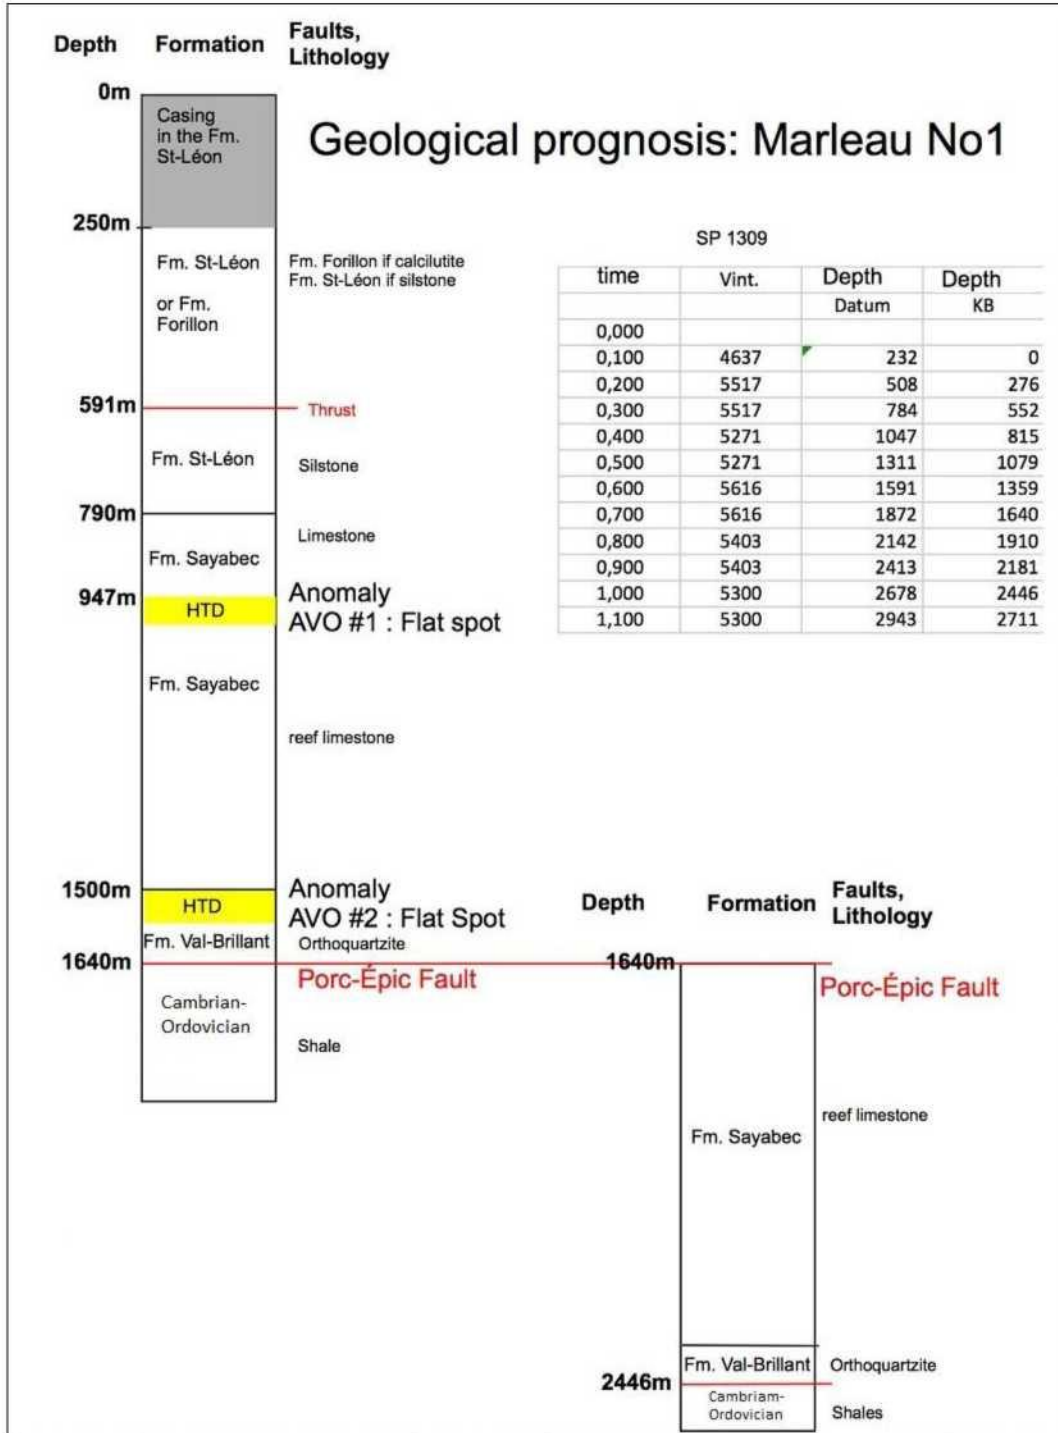 Depth Formation Faults,
Lithology
0m
Casing
in the Fm.
St-Léon
Geological prognosis: Marleau No1
250m
Fm. St-Léon
or Fm.
Forillon
Fm. Forillon if calcilutite
Fm. St-Léon if silstone
SP 1309
time Vint. Depth Depth
Datum KB
0,000
0,100 4637 232 0
0,200 5517 508 276
0,300 5517 784 552
0,400 5271 1047 815
0,500 5271 1311 1079
0,600 5616 1591 1359
0,700 5616 1872 1640
0,800 5403 2142 1910
0,900 5403 2413 2181
1,000 5300 2678 2446
1,100 5300 2943 2711
591m Thrust
Fm. St-Léon Silstone
790m
Limestone
Fm. Sayabec
947m
HTD
Anomaly
AVO #1 : Flat spot
Fm. Sayabec
reef limestone
1500m
HTD
Anomaly
AVO #2 : Flat Spot
Fm. Val-Brillant Orthoquartzite
1640m
Porc-Épic Fault
Cambrian-
Ordovician
Shale
Depth Formation Faults,
Lithology
1640m
Porc-Épic Fault
reef limestone
Fm. Sayabec
Fm. Val-Brillant Orthoquartzite
2446m
Cambriam-
Ordovician
Shales